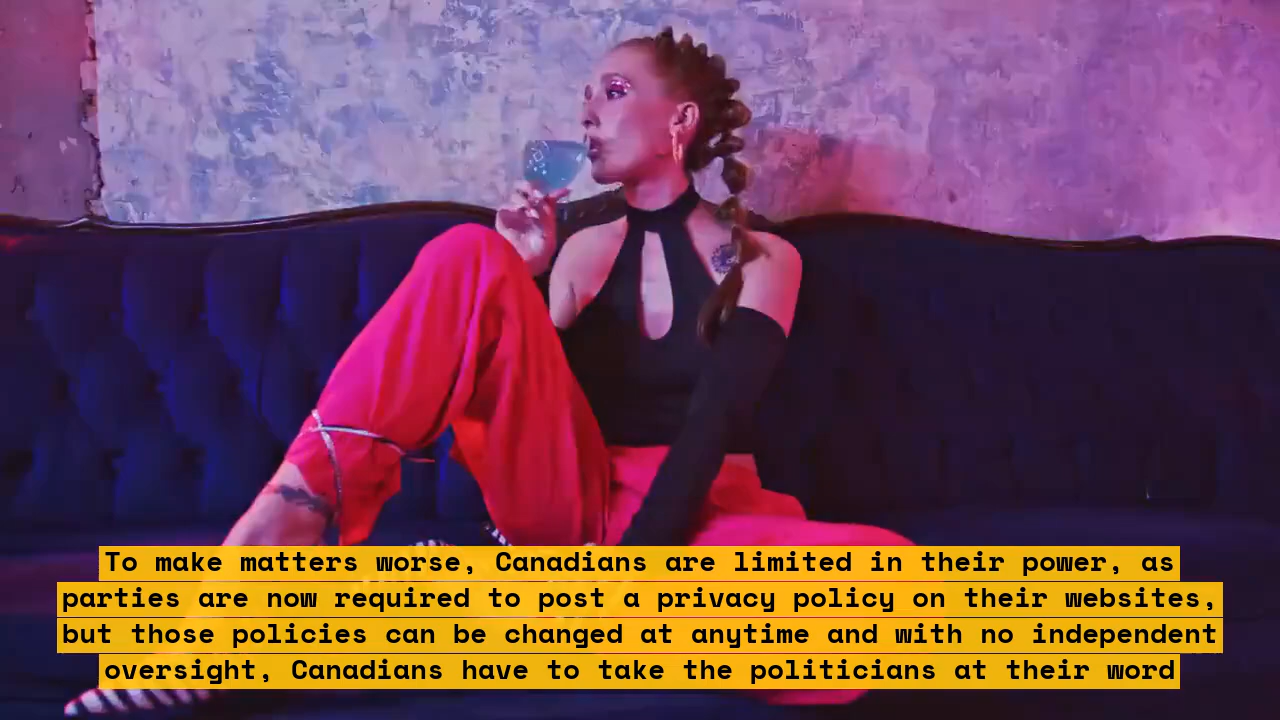 To make matters worse, Canadians are limited in their power, as
parties are now required to post a privacy policy on their websites,
but those policies can be changed at anytime and with no independent
oversight, Canadians have to take the politicians at their word